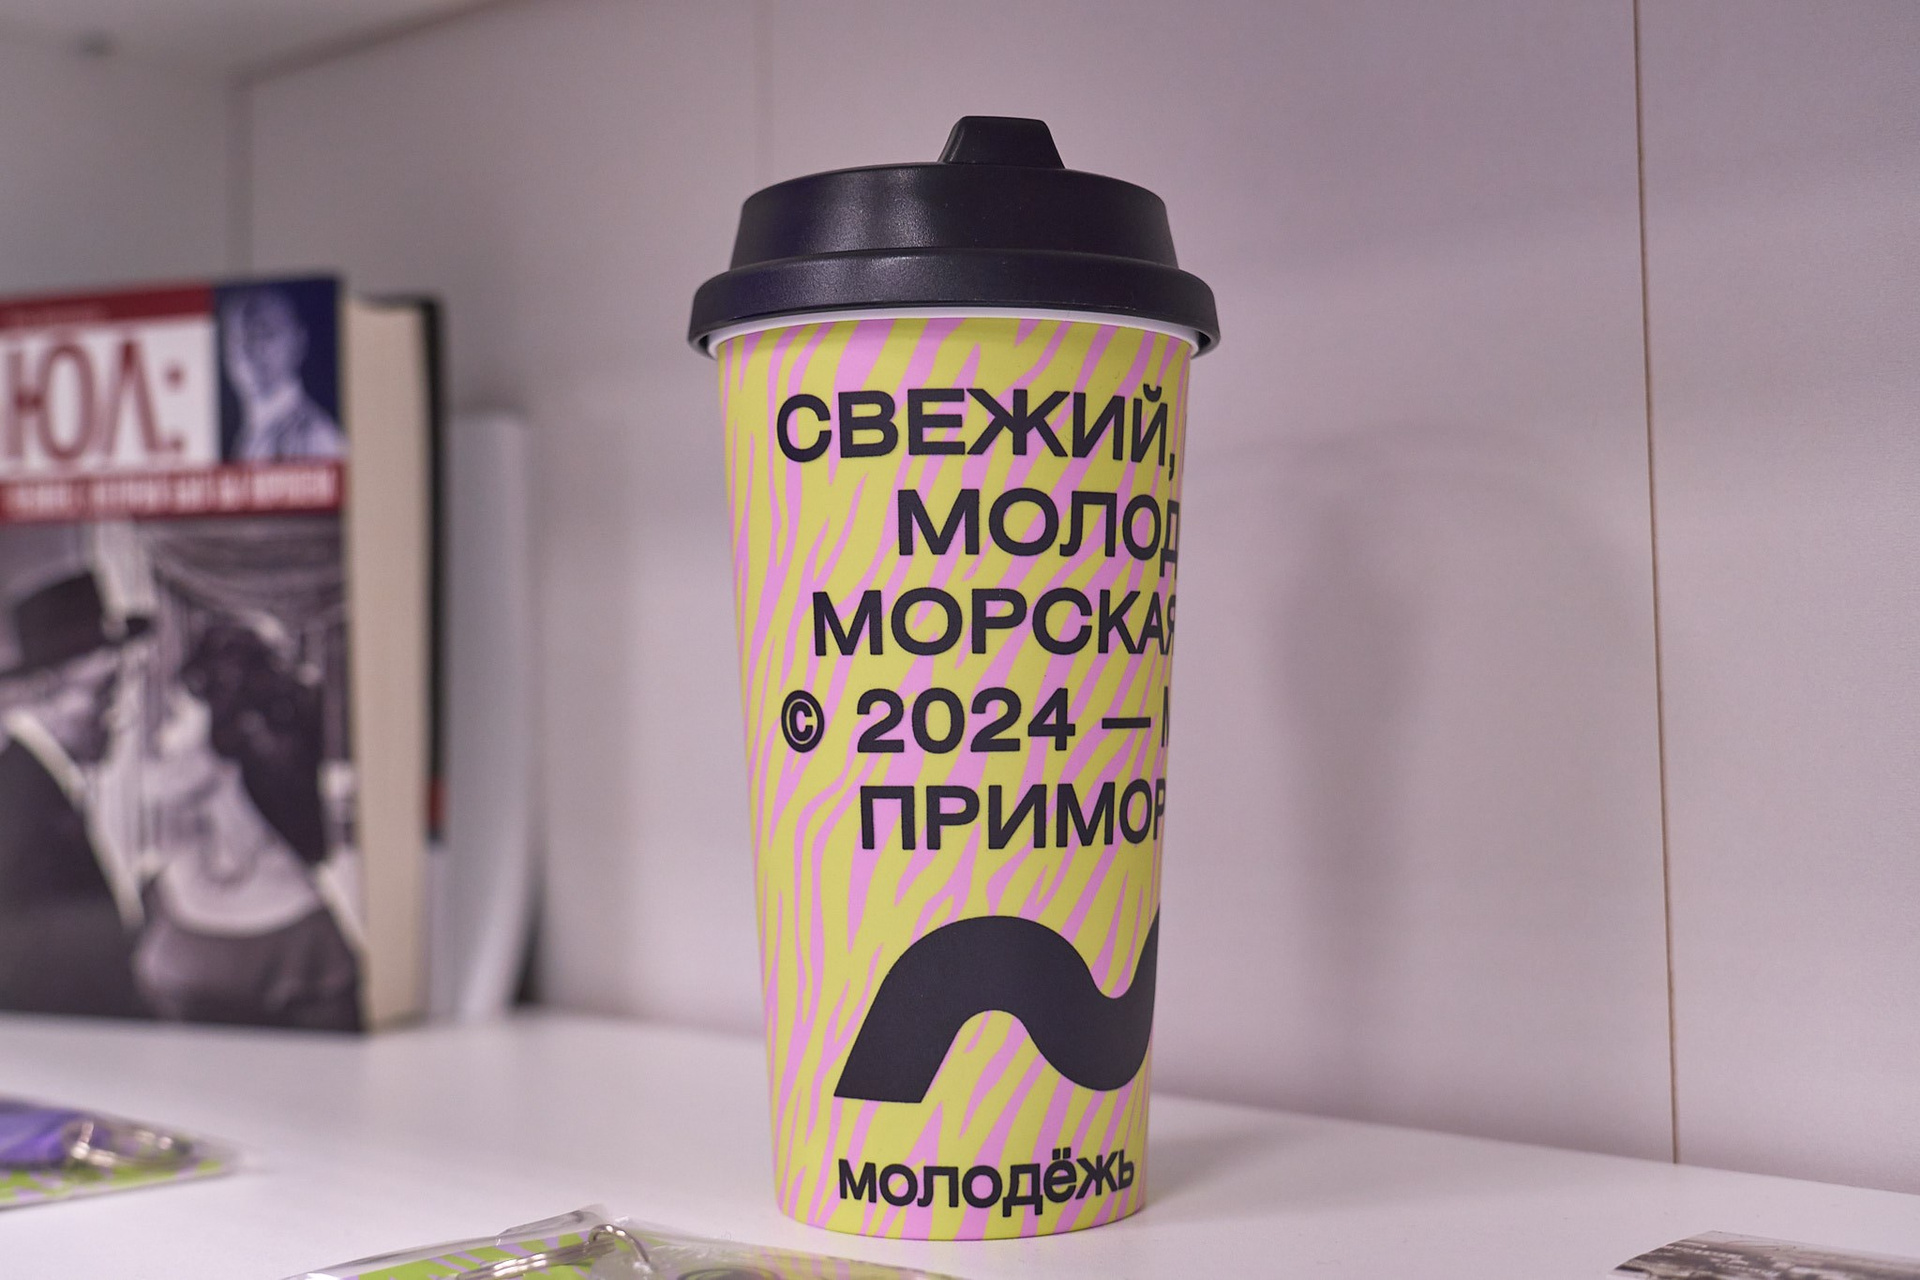 ЮЛ:
СВЕЖИЙ,
МОЛОД
МОРСКАЯ
© 2024 —
ПРИМОР
МОЛОДЁЖЬ